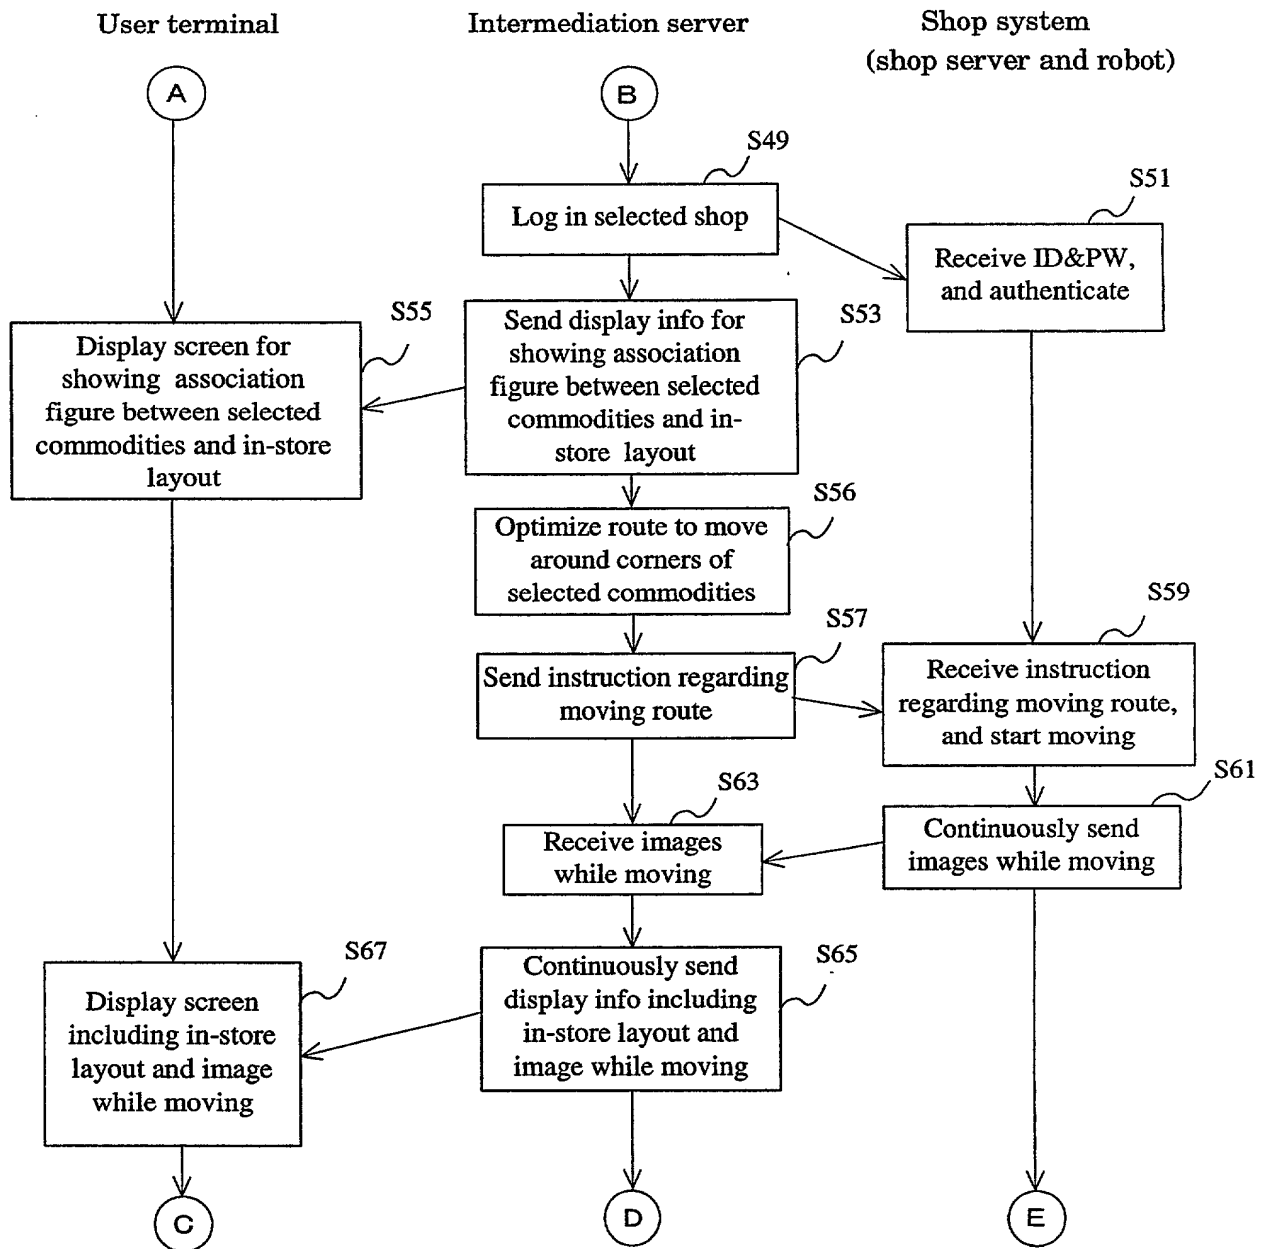 User terminal
Intermediation server
Shop system
(shop server and robot)
A
B
S49
Log in selected shop
S51
Receive ID&PW,
and authenticate
S53
Send display info for
showing association
figure between selected
commodities and in-
store layout
S55
Display screen for
showing association
figure between selected
commodities and in-store
layout
S56
Optimize route to move
around corners of
selected commodities
S57
Send instruction regarding
moving route
S59
Receive instruction
regarding moving route,
and start moving
S61
Continuously send
images while moving
S63
Receive images
while moving
S65
Continuously send
display info including
in-store layout and
image while moving
S67
Display screen
including in-store
layout and image
while moving
C
D
E